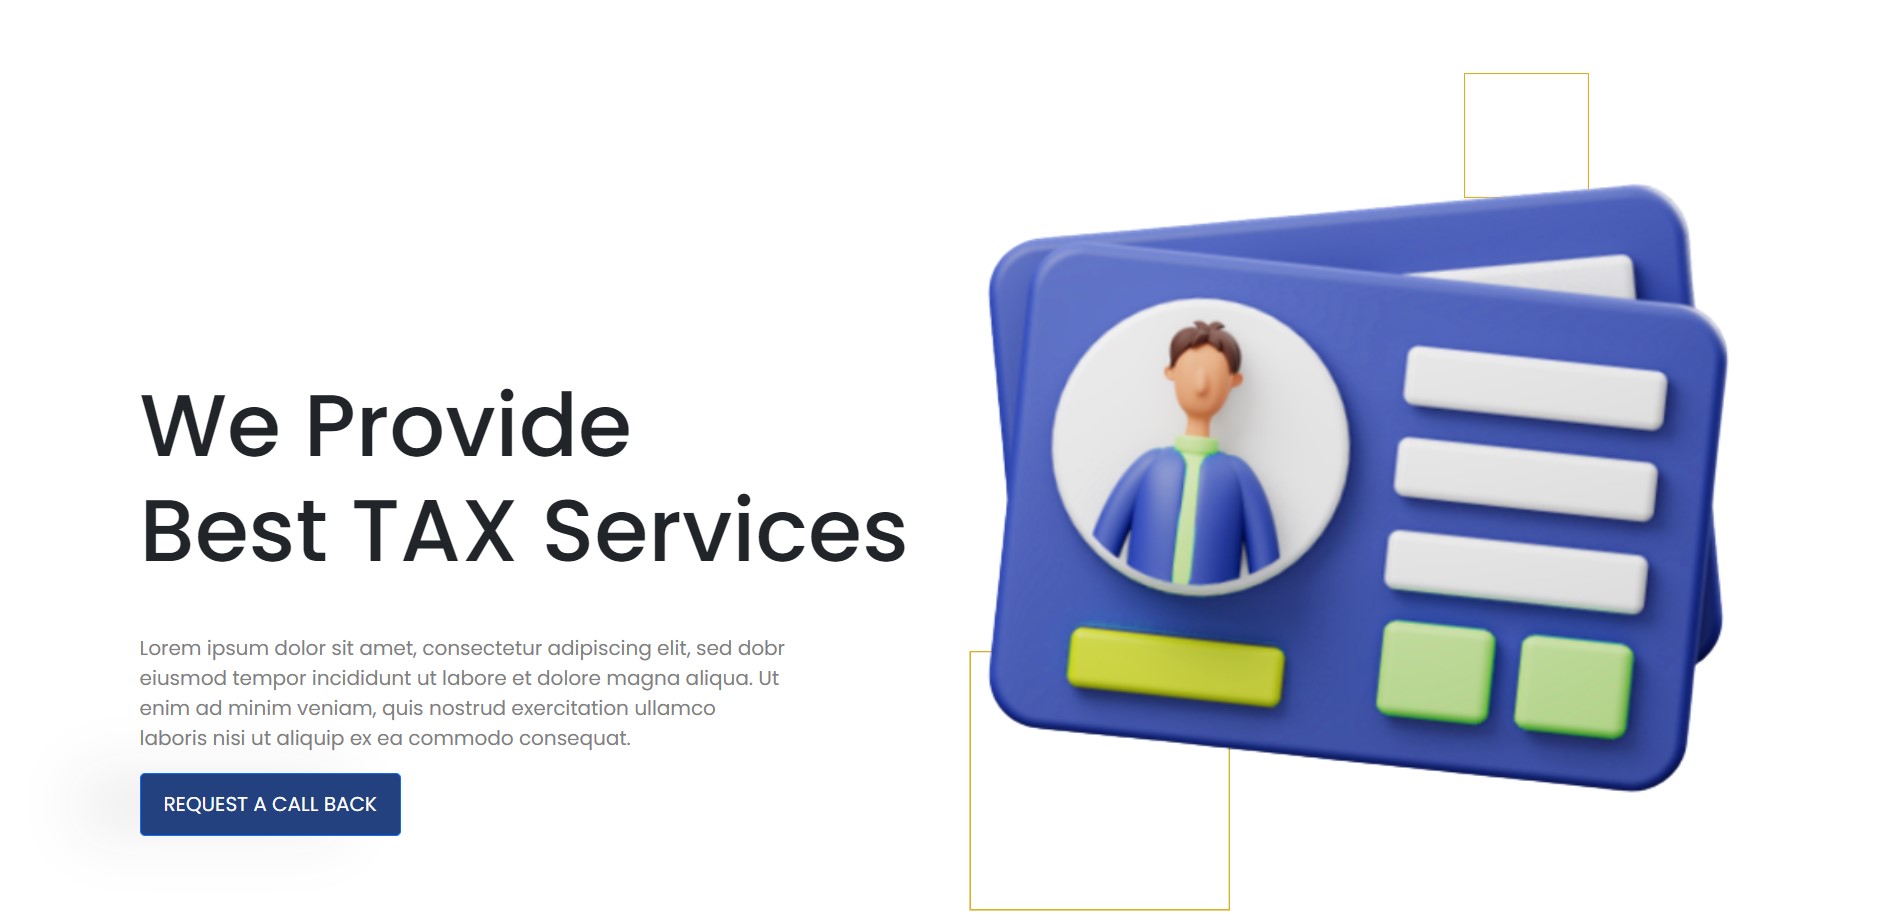 We Provide
Best TAX Services
Lorem ipsum dolor sit amet, consectetur adipiscing elit, sed dobr
eiusmod tempor incididunt ut labore et dolore magna aliqua. Ut
enim ad minim veniam, quis nostrud exercitation ullamco
laboris nisi ut aliquip ex ea commodo consequat.
REQUEST A CALL BACK